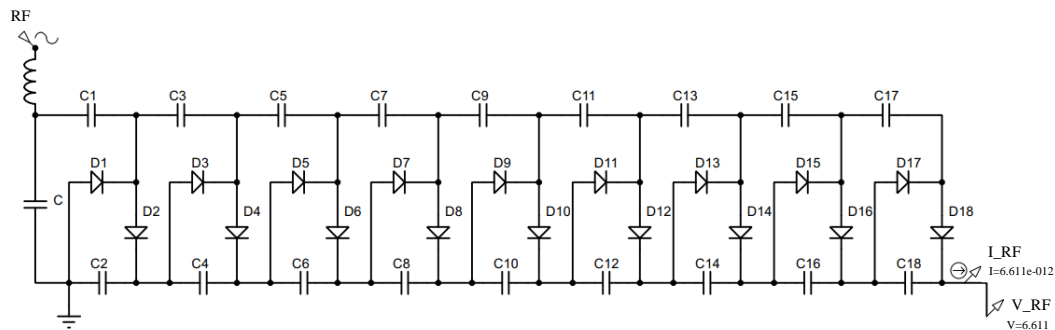 RF
C1 C3 C5 C7 C9 C11 C13 C15 C17
D1 D3 D5 D7 D9 D11 D13 D15 D17
C D2 D4 D6 D8 D10 D12 D14 D16 D18
C2 C4 C6 C8 C10 C12 C14 C16 C18
I_RF
I=6.611e-012
V_RF
V=6.611